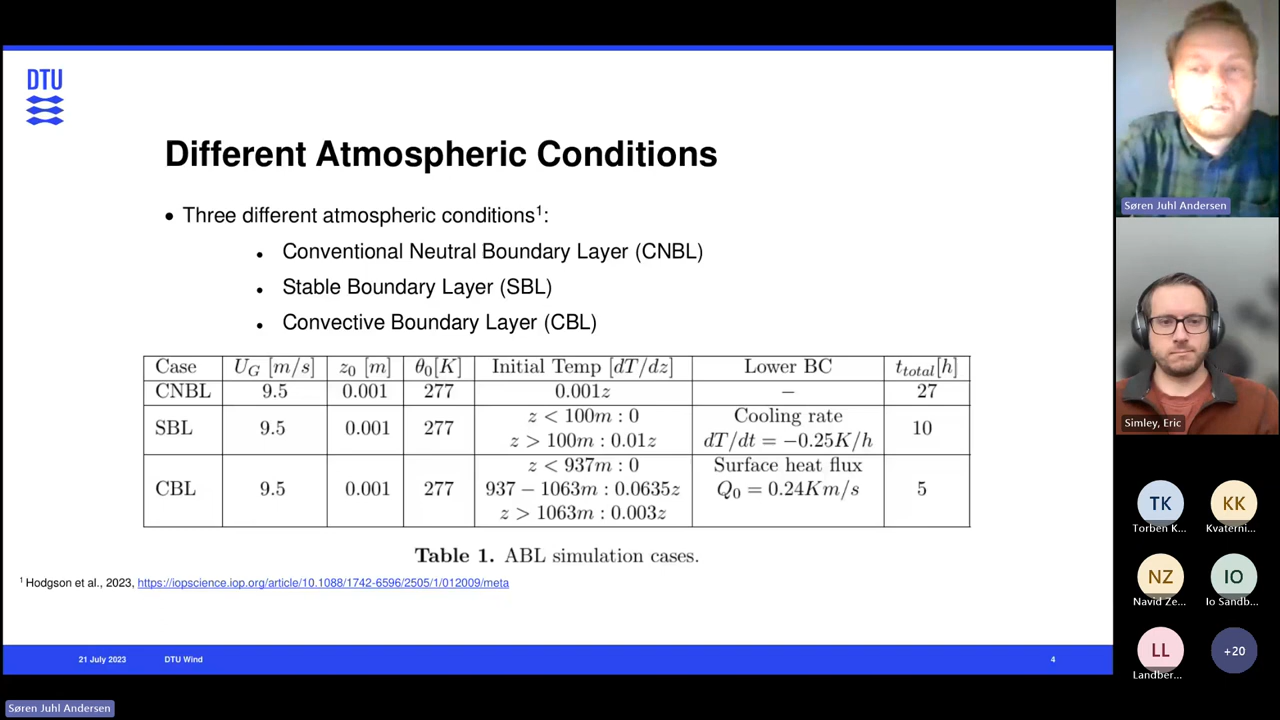 DTU
Different Atmospheric Conditions
• Three different atmospheric conditions¹:
• Conventional Neutral Boundary Layer (CNBL)
• Stable Boundary Layer (SBL)
• Convective Boundary Layer (CBL)
Case U_G [m/s] z_0 [m] θ_0[K] Initial Temp [dT/dz] Lower BC t_total[h]
CNBL 9.5 0.001 277 0.001z − 27
SBL 9.5 0.001 277 z < 100m : 0 Cooling rate 10
z > 100m : 0.01z dT/dt = −0.25K/h
CBL 9.5 0.001 277 z < 937m : 0 Surface heat flux 5
937 − 1063m : 0.0635z Q_0 = 0.24Km/s
z > 1063m : 0.003z
Table 1. ABL simulation cases.
¹ Hodgson et al., 2023, https://iopscience.iop.org/article/10.1088/1742-6596/2505/1/012009/meta
21 July 2023 DTU Wind 4
Søren Juhl Andersen
Søren Juhl Andersen
Simley, Eric
TK KK
Torben K... Kvaterni...
NZ IO
Navid Ze... Io Sandb...
LL +20
Landber...